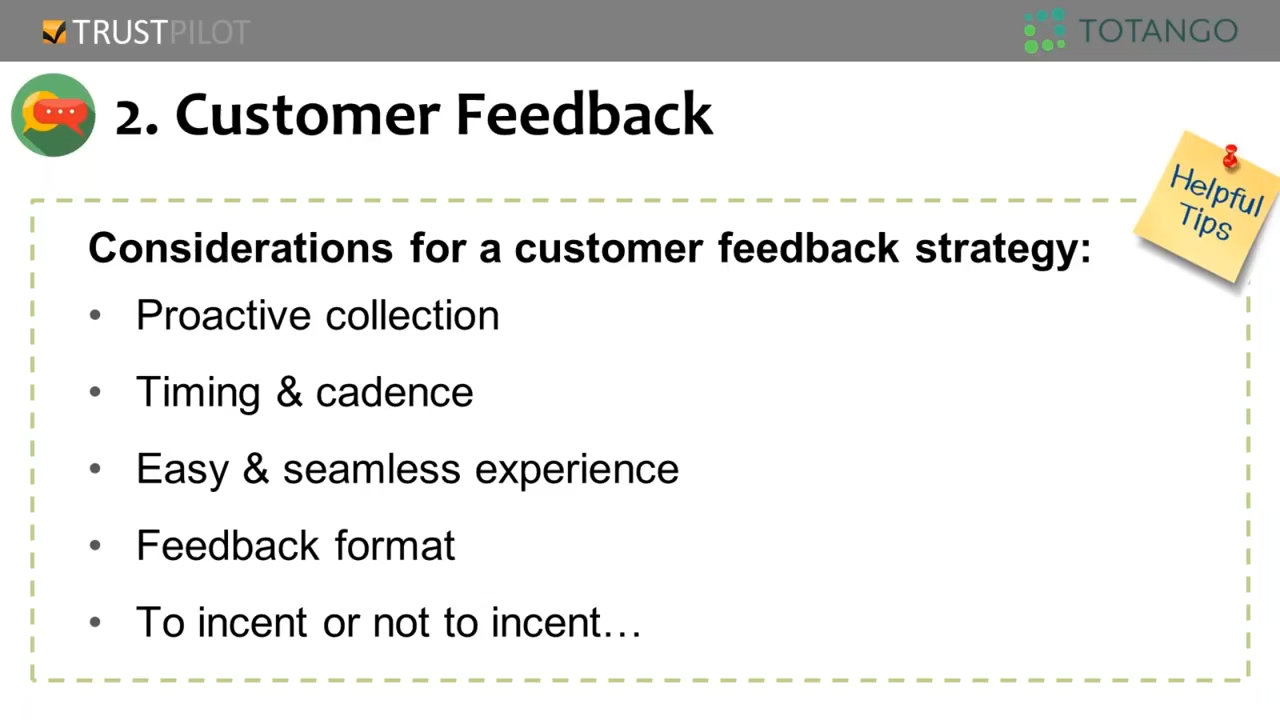 TRUSTPILOT
TOTANGO
2. Customer Feedback
Helpful
Tips
Considerations for a customer feedback strategy:
• Proactive collection
• Timing & cadence
• Easy & seamless experience
• Feedback format
• To incent or not to incent…